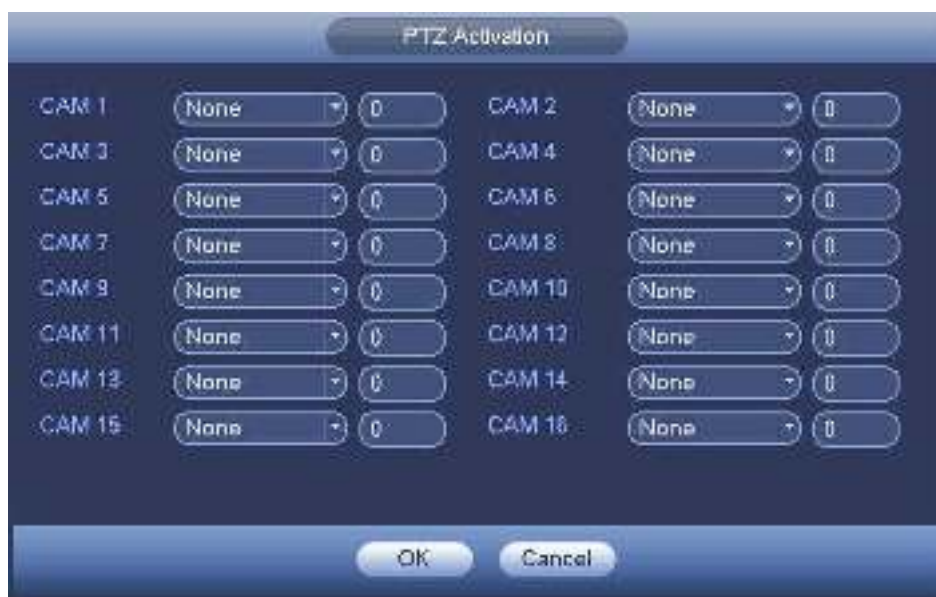 PTZ Activation
CAM 1 None 0 CAM 2 None 0
CAM 3 None 0 CAM 4 None 0
CAM 5 None 0 CAM 6 None 0
CAM 7 None 0 CAM 8 None 0
CAM 9 None 0 CAM 10 None 0
CAM 11 None 0 CAM 12 None 0
CAM 13 None 0 CAM 14 None 0
CAM 15 None 0 CAM 16 None 0
OK Cancel